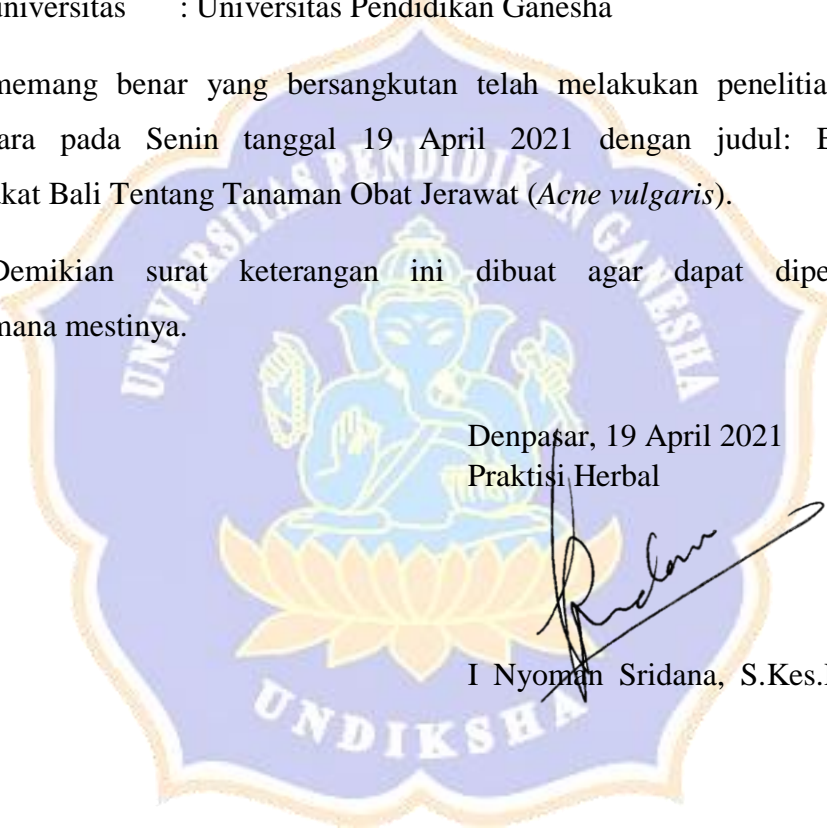 universitas : Universitas Pendidikan Ganesha
memang benar yang bersangkutan telah melakukan penelitia
ara pada Senin tanggal 19 April 2021 dengan judul: E
akat Bali Tentang Tanaman Obat Jerawat (Acne vulgaris).
Demikian surat keterangan ini dibuat agar dapat dipe
mana mestinya.
UNIVERSITAS PENDIDIKAN GANESHA
Denpasar, 19 April 2021
Praktisi Herbal
I Nyoman Sridana, S.Kes.
UNDIKSHA